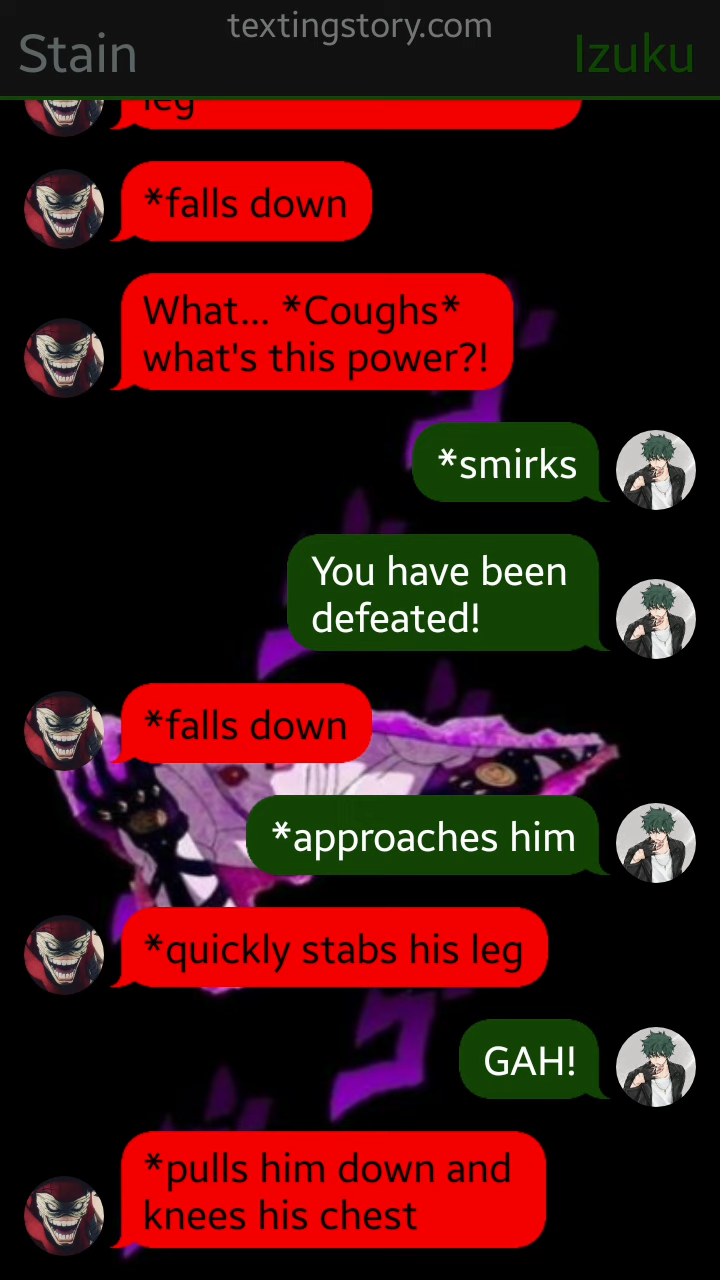 textingstory.com
Stain
Izuku
leg
*falls down
What... *Coughs*
what's this power?!
*smirks
You have been
defeated!
*falls down
*approaches him
*quickly stabs his leg
GAH!
*pulls him down and
knees his chest